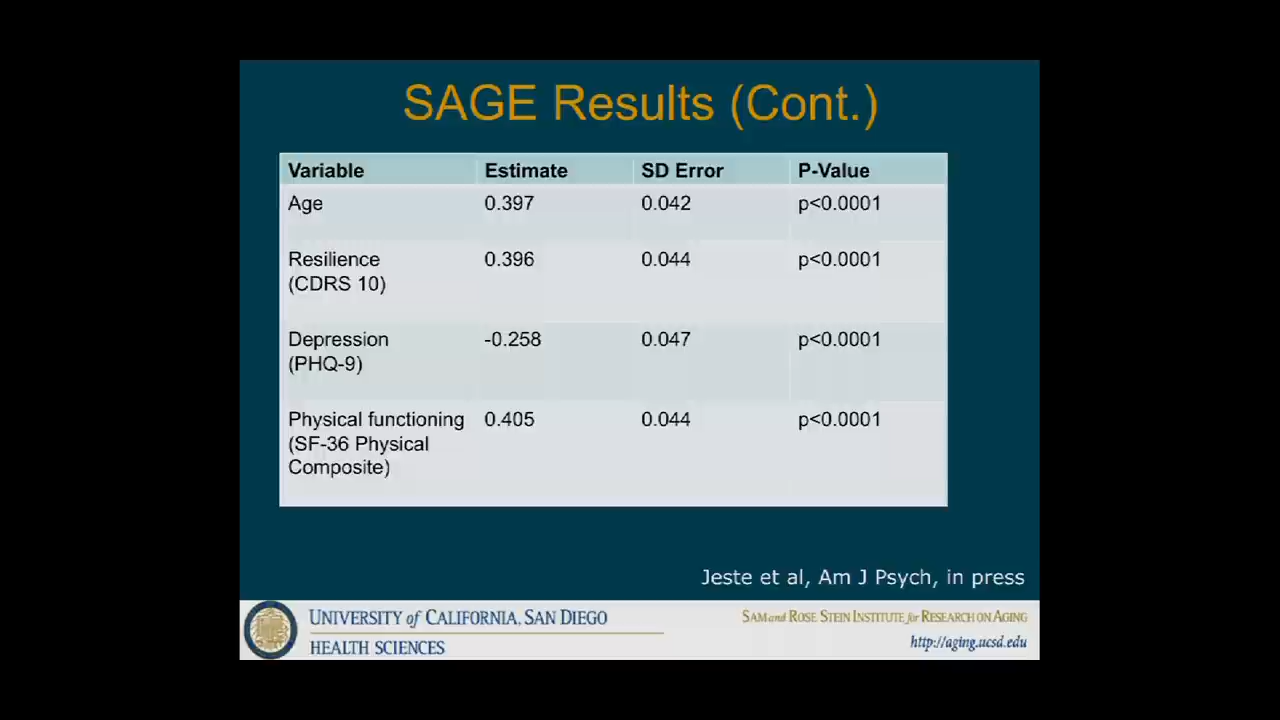 SAGE Results (Cont.)
Variable Estimate SD Error P-Value
Age 0.397 0.042 p<0.0001
Resilience 0.396 0.044 p<0.0001
(CDRS 10)
Depression -0.258 0.047 p<0.0001
(PHQ-9)
Physical functioning 0.405 0.044 p<0.0001
(SF-36 Physical
Composite)
Jeste et al, Am J Psych, in press
UNIVERSITY of CALIFORNIA, SAN DIEGO
HEALTH SCIENCES
SAM and ROSE STEIN INSTITUTE for RESEARCH ON AGING
http://aging.ucsd.edu